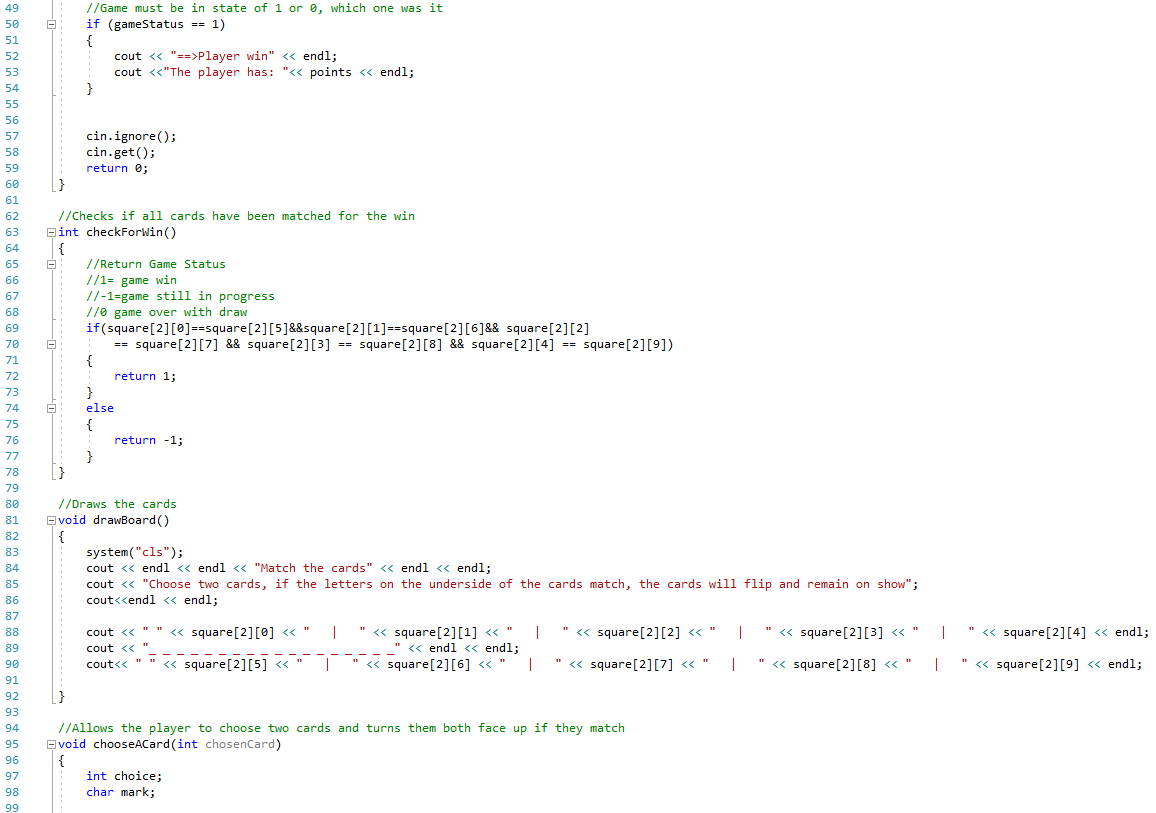 49 //Game must be in state of 1 or 0, which one was it
50 if (gameStatus == 1)
51 {
52 cout << "==>Player win" << endl;
53 cout <<"The player has: "<< points << endl;
54 }
55
56
57 cin.ignore();
58 cin.get();
59 return 0;
60 }
61
62 //Checks if all cards have been matched for the win
63 int checkForWin()
64 {
65 //Return Game Status
66 //1= game win
67 //-1=game still in progress
68 //0 game over with draw
69 if(square[2][0]==square[2][5]&&square[2][1]==square[2][6]&& square[2][2]
70 == square[2][7] && square[2][3] == square[2][8] && square[2][4] == square[2][9])
71 {
72 return 1;
73 }
74 else
75 {
76 return -1;
77 }
78 }
79
80 //Draws the cards
81 void drawBoard()
82 {
83 system("cls");
84 cout << endl << endl << "Match the cards" << endl << endl;
85 cout << "Choose two cards, if the letters on the underside of the cards match, the cards will flip and remain on show";
86 cout<<endl << endl;
87
88 cout << " " << square[2][0] << "   |   " << square[2][1] << "   |   " << square[2][2] << "   |   " << square[2][3] << "   |   " << square[2][4] << endl;
89 cout << "_ _ _ _ _ _ _ _ _ _ _ _ _ _ _ _ _ _" << endl << endl;
90 cout<< " " << square[2][5] << "   |   " << square[2][6] << "   |   " << square[2][7] << "   |   " << square[2][8] << "   |   " << square[2][9] << endl;
91
92 }
93
94 //Allows the player to choose two cards and turns them both face up if they match
95 void chooseACard(int chosenCard)
96 {
97 int choice;
98 char mark;
99